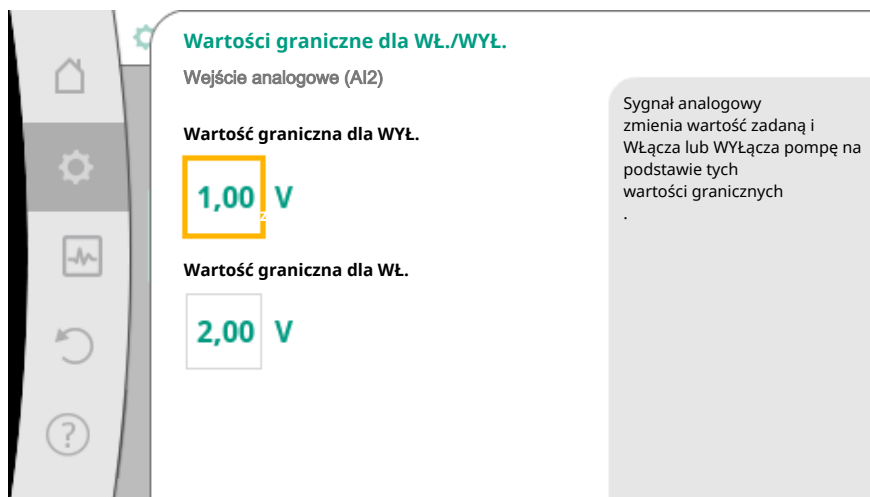 Wartości graniczne dla WŁ./WYŁ.
Wejście analogowe (AI2)
Wartość graniczna dla WYŁ.
1,00 V
Wartość graniczna dla WŁ.
2,00 V
Sygnał analogowy
zmienia wartość zadaną i
WŁącza lub WYŁącza pompę na
podstawie tych
wartości granicznych
.
?